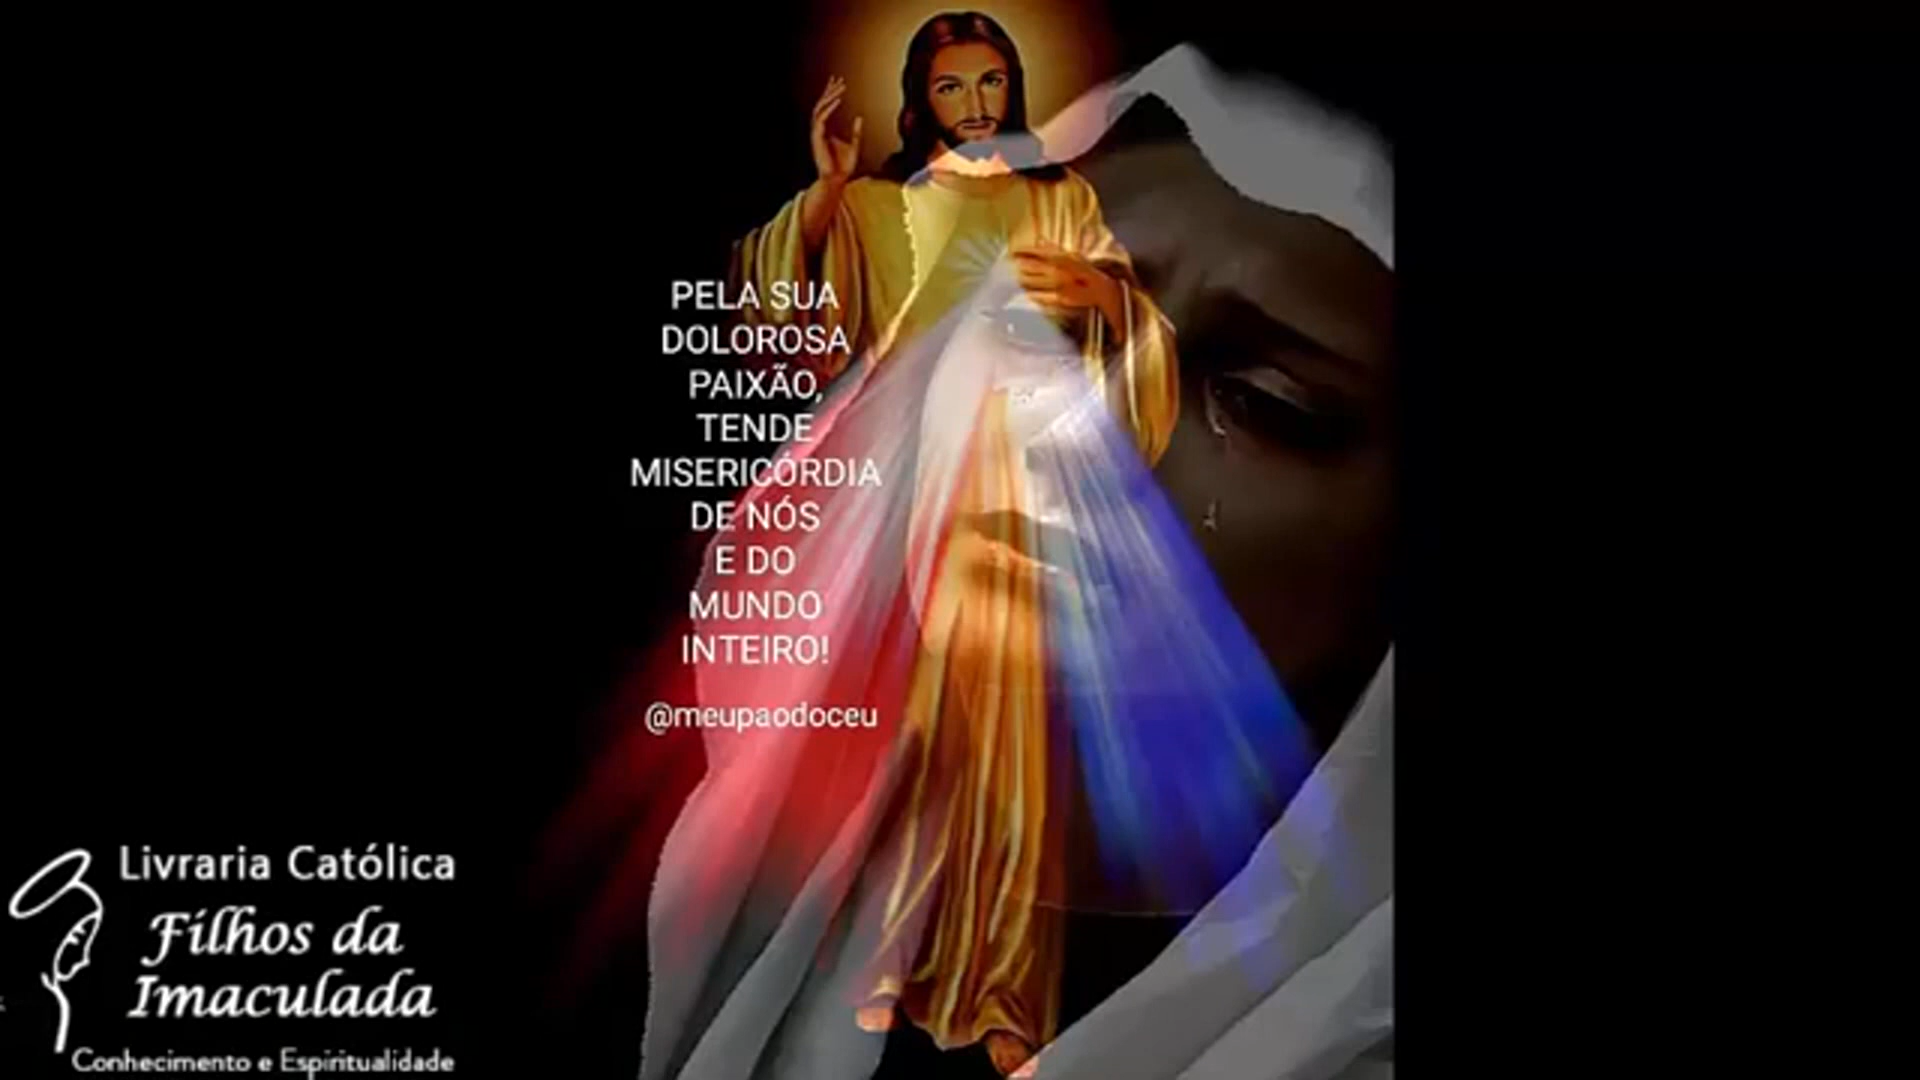 PELA SUA
DOLOROSA
PAIXÃO,
TENDE
MISERICÓRDIA
DE NÓS
E DO
MUNDO
INTEIRO!
@meupaodoceu
Livraria Católica
Filhos da
Imaculada
Conhecimento e Espiritualidade